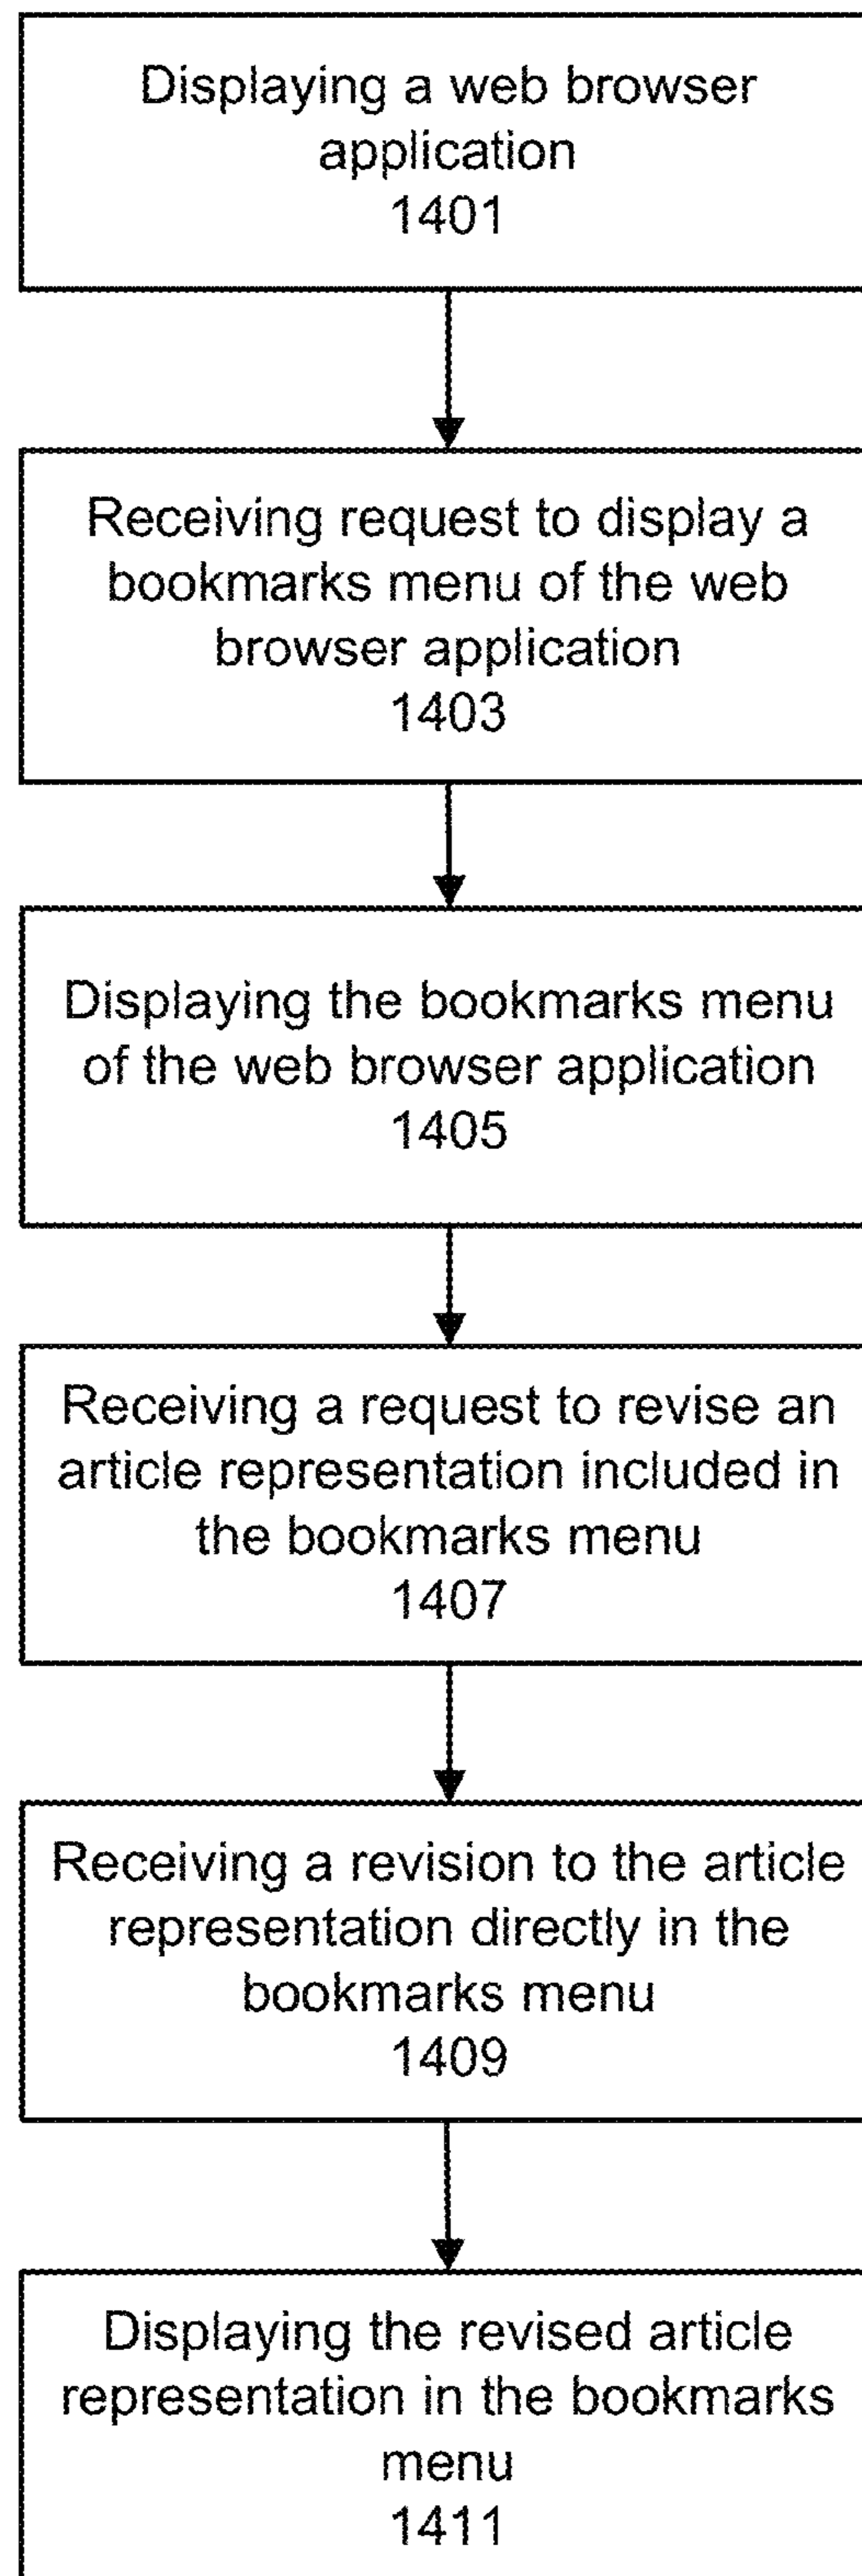 Displaying a web browser
application
1401
Receiving request to display a
bookmarks menu of the web
browser application
1403
Displaying the bookmarks menu
of the web browser application
1405
Receiving a request to revise an
article representation included in
the bookmarks menu
1407
Receiving a revision to the article
representation directly in the
bookmarks menu
1409
Displaying the revised article
representation in the bookmarks
menu
1411